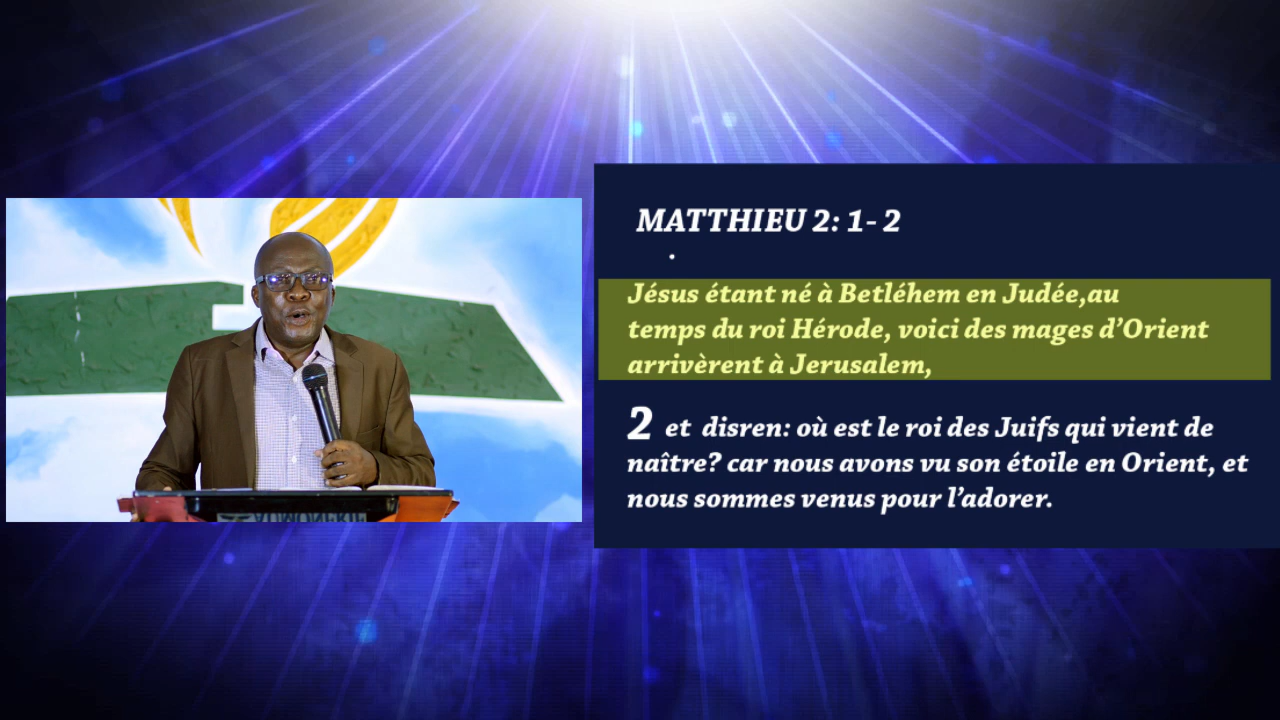 MATTHIEU 2: 1- 2
.
Jésus étant né à Betléhem en Judée,au
temps du roi Hérode, voici des mages d’Orient
arrivèrent à Jerusalem,
2 et disren: où est le roi des Juifs qui vient de
naître? car nous avons vu son étoile en Orient, et
nous sommes venus pour l’adorer.